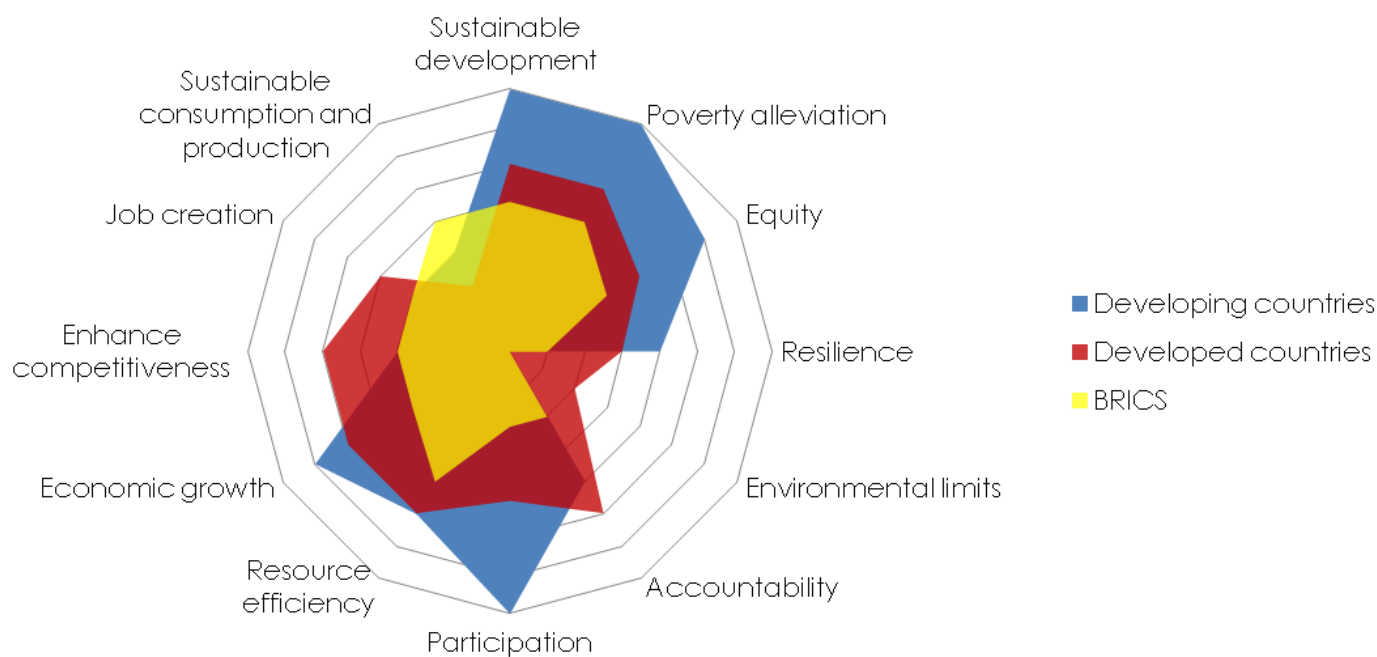 Sustainable
development
Sustainable
consumption and
production
Poverty alleviation
Job creation
Equity
Enhance
competitiveness
Resilience
Developing countries
Developed countries
BRICS
Economic growth
Environmental limits
Resource
efficiency
Accountability
Participation